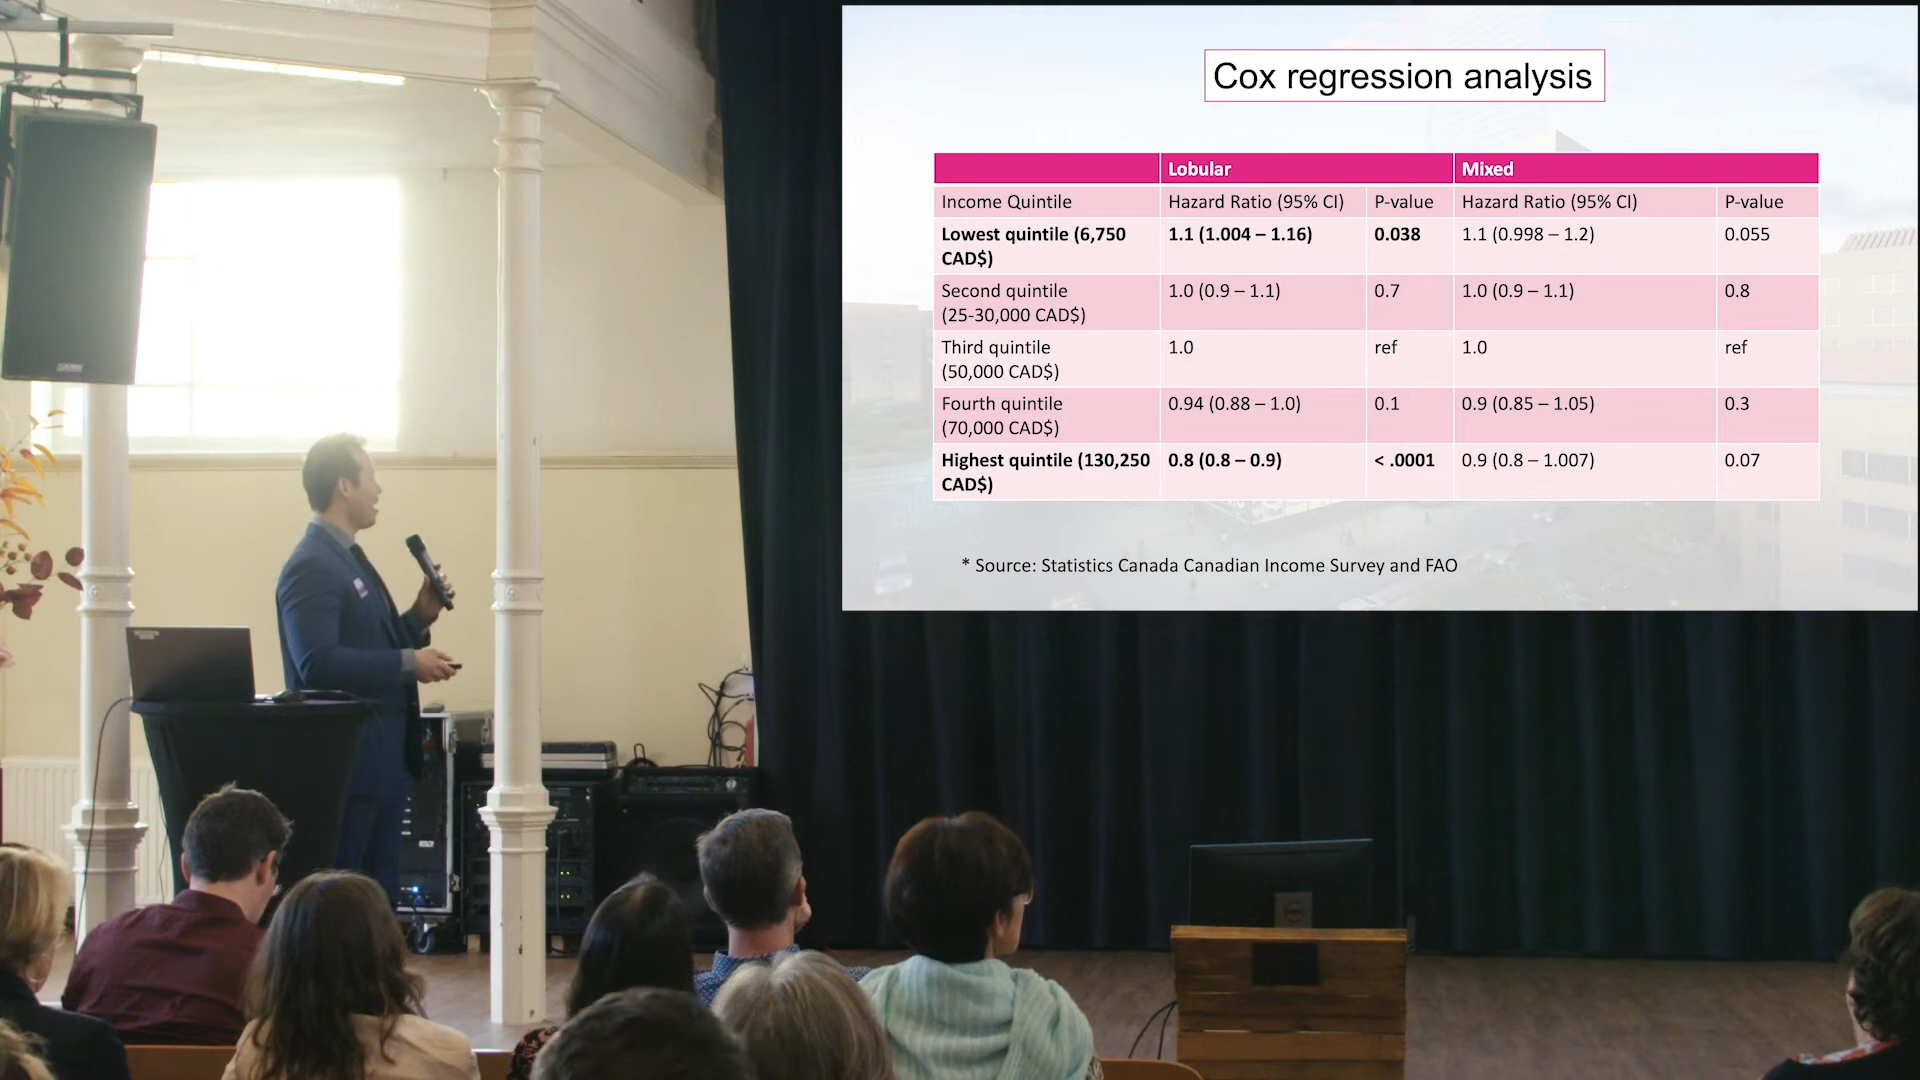 Cox regression analysis
Lobular Mixed
Income Quintile Hazard Ratio (95% CI) P-value Hazard Ratio (95% CI) P-value
Lowest quintile (6,750 1.1 (1.004 – 1.16) 0.038 1.1 (0.998 – 1.2) 0.055
CAD$)
Second quintile 1.0 (0.9 – 1.1) 0.7 1.0 (0.9 – 1.1) 0.8
(25-30,000 CAD$)
Third quintile 1.0 ref 1.0 ref
(50,000 CAD$)
Fourth quintile 0.94 (0.88 – 1.0) 0.1 0.9 (0.85 – 1.05) 0.3
(70,000 CAD$)
Highest quintile (130,250 0.8 (0.8 – 0.9) < .0001 0.9 (0.8 – 1.007) 0.07
CAD$)
* Source: Statistics Canada Canadian Income Survey and FAO